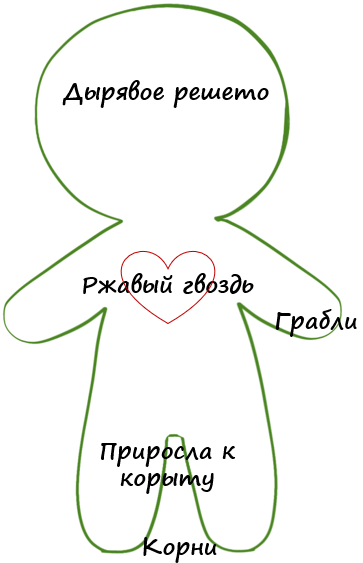 Дырявое решето
Ржавый гвоздь
Грабли
Приросла к
корыту
Корни